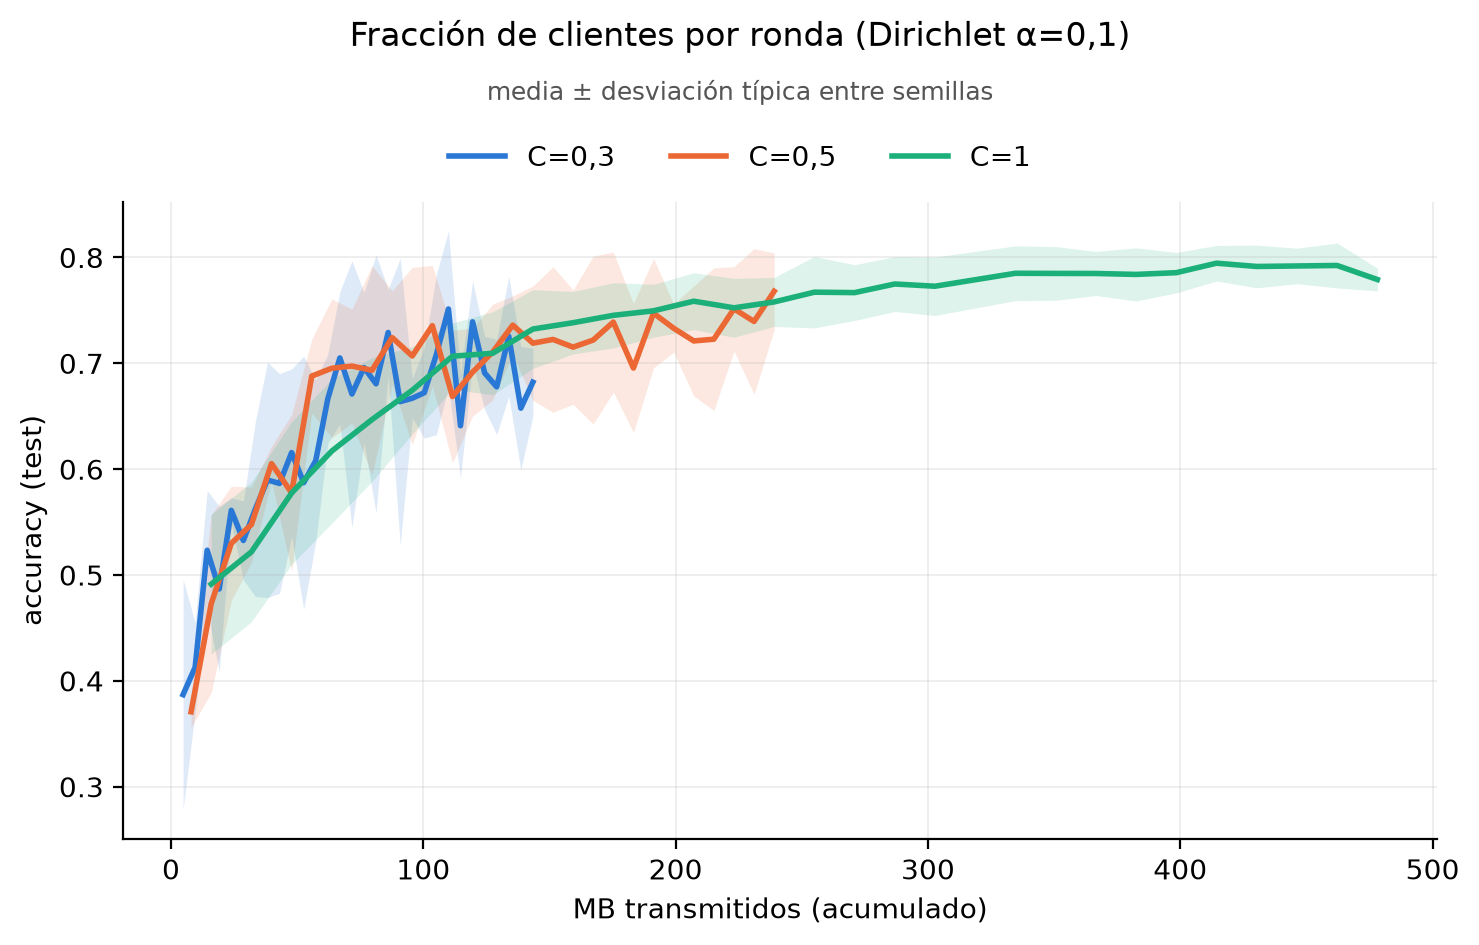 Fracción de clientes por ronda (Dirichlet α=0,1)
media ± desviación típica entre semillas
C=0,3 C=0,5 C=1
accuracy (test)
0.8
0.7
0.6
0.5
0.4
0.3
0 100 200 300 400 500
MB transmitidos (acumulado)